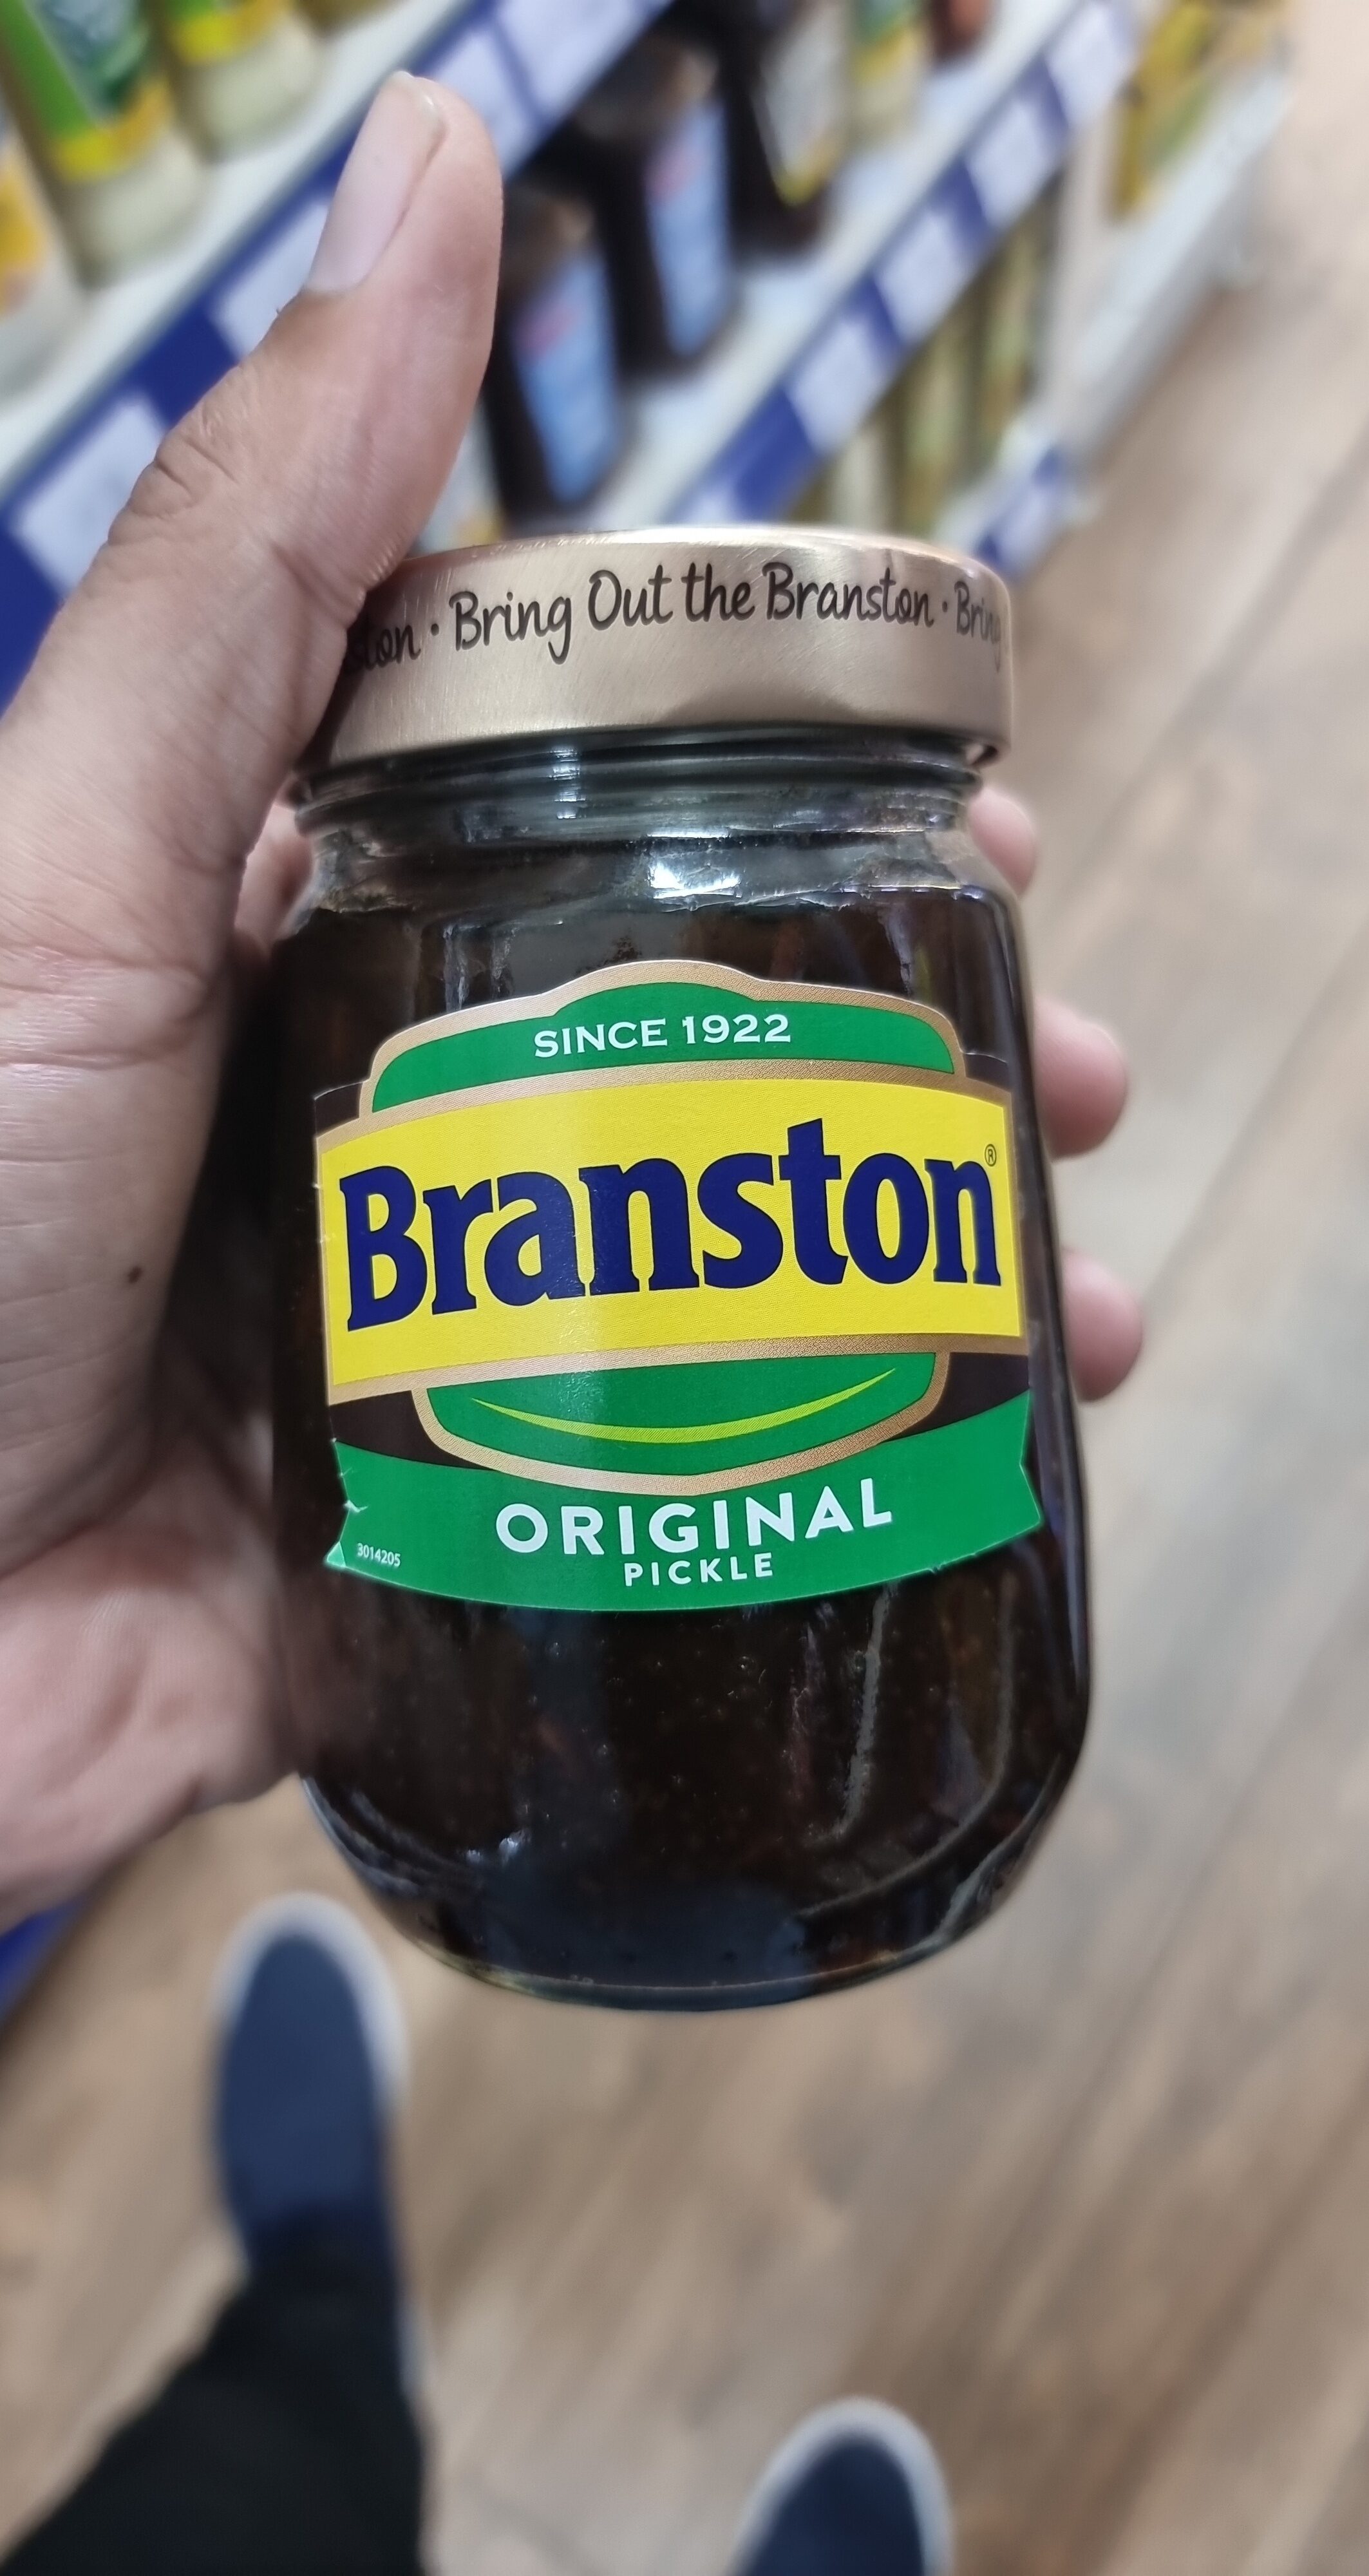 ston • Bring Out the Branston • Bring
SINCE 1922
Branston®
ORIGINAL
PICKLE
3014205